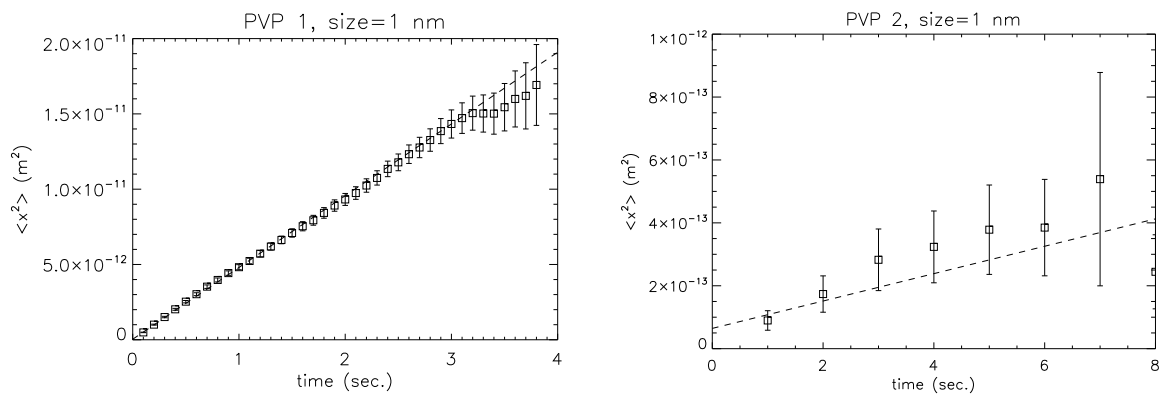 PVP 1, size=1 nm
2.0×10⁻¹¹
1.5×10⁻¹¹
1.0×10⁻¹¹
5.0×10⁻¹²
0
<x²> (m²)
0 1 2 3 4
time (sec.)
PVP 2, size=1 nm
1×10⁻¹²
8×10⁻¹³
6×10⁻¹³
4×10⁻¹³
2×10⁻¹³
0
<x²> (m²)
0 2 4 6 8
time (sec.)